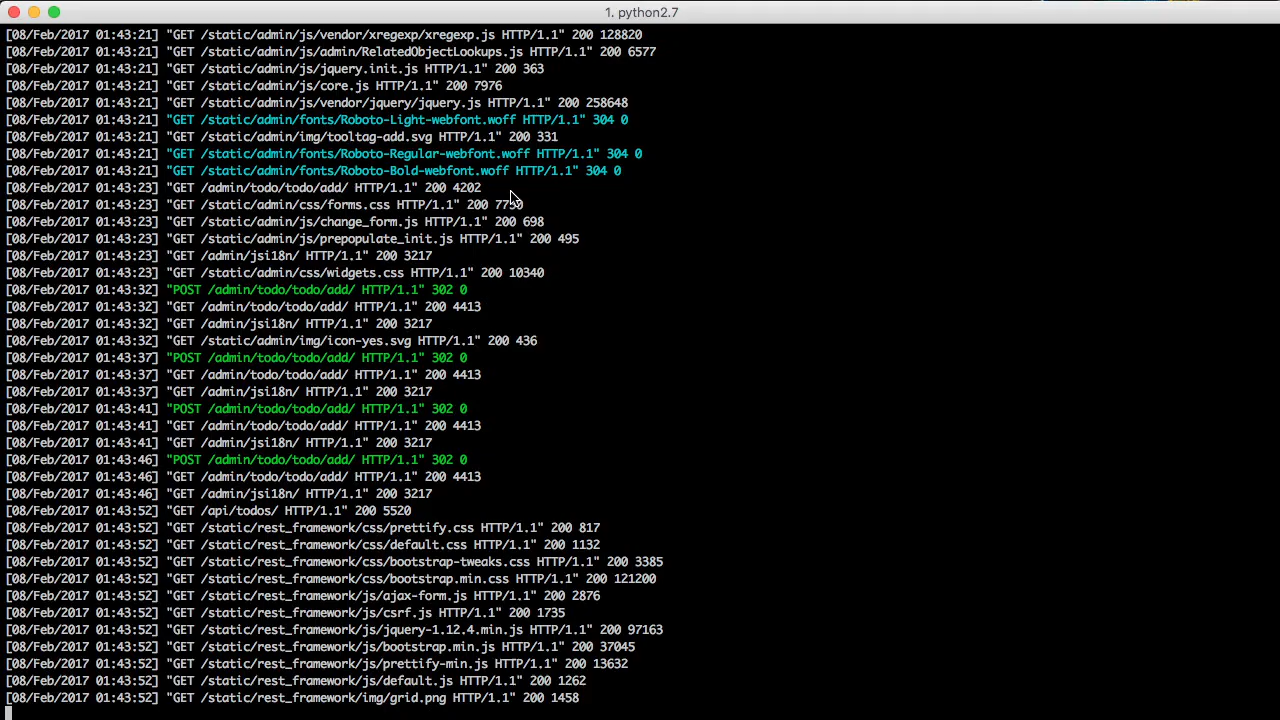 1. python2.7
[08/Feb/2017 01:43:21] "GET /static/admin/js/vendor/xregexp/xregexp.js HTTP/1.1" 200 128820
[08/Feb/2017 01:43:21] "GET /static/admin/js/admin/RelatedObjectLookups.js HTTP/1.1" 200 6577
[08/Feb/2017 01:43:21] "GET /static/admin/js/jquery.init.js HTTP/1.1" 200 363
[08/Feb/2017 01:43:21] "GET /static/admin/js/core.js HTTP/1.1" 200 7976
[08/Feb/2017 01:43:21] "GET /static/admin/js/vendor/jquery/jquery.js HTTP/1.1" 200 258648
[08/Feb/2017 01:43:21] "GET /static/admin/fonts/Roboto-Light-webfont.woff HTTP/1.1" 304 0
[08/Feb/2017 01:43:21] "GET /static/admin/img/tooltag-add.svg HTTP/1.1" 200 331
[08/Feb/2017 01:43:21] "GET /static/admin/fonts/Roboto-Regular-webfont.woff HTTP/1.1" 304 0
[08/Feb/2017 01:43:21] "GET /static/admin/fonts/Roboto-Bold-webfont.woff HTTP/1.1" 304 0
[08/Feb/2017 01:43:23] "GET /admin/todo/todo/add/ HTTP/1.1" 200 4202
[08/Feb/2017 01:43:23] "GET /static/admin/css/forms.css HTTP/1.1" 200
[08/Feb/2017 01:43:23] "GET /static/admin/js/change_form.js HTTP/1.1" 200 698
[08/Feb/2017 01:43:23] "GET /static/admin/js/prepopulate_init.js HTTP/1.1" 200 495
[08/Feb/2017 01:43:23] "GET /admin/jsi18n/ HTTP/1.1" 200 3217
[08/Feb/2017 01:43:23] "GET /static/admin/css/widgets.css HTTP/1.1" 200 10340
[08/Feb/2017 01:43:32] "POST /admin/todo/todo/add/ HTTP/1.1" 302 0
[08/Feb/2017 01:43:32] "GET /admin/todo/todo/add/ HTTP/1.1" 200 4413
[08/Feb/2017 01:43:32] "GET /admin/jsi18n/ HTTP/1.1" 200 3217
[08/Feb/2017 01:43:32] "GET /static/admin/img/icon-yes.svg HTTP/1.1" 200 436
[08/Feb/2017 01:43:37] "POST /admin/todo/todo/add/ HTTP/1.1" 302 0
[08/Feb/2017 01:43:37] "GET /admin/todo/todo/add/ HTTP/1.1" 200 4413
[08/Feb/2017 01:43:37] "GET /admin/jsi18n/ HTTP/1.1" 200 3217
[08/Feb/2017 01:43:41] "POST /admin/todo/todo/add/ HTTP/1.1" 302 0
[08/Feb/2017 01:43:41] "GET /admin/todo/todo/add/ HTTP/1.1" 200 4413
[08/Feb/2017 01:43:41] "GET /admin/jsi18n/ HTTP/1.1" 200 3217
[08/Feb/2017 01:43:46] "POST /admin/todo/todo/add/ HTTP/1.1" 302 0
[08/Feb/2017 01:43:46] "GET /admin/todo/todo/add/ HTTP/1.1" 200 4413
[08/Feb/2017 01:43:46] "GET /admin/jsi18n/ HTTP/1.1" 200 3217
[08/Feb/2017 01:43:52] "GET /api/todos/ HTTP/1.1" 200 5520
[08/Feb/2017 01:43:52] "GET /static/rest_framework/css/prettify.css HTTP/1.1" 200 817
[08/Feb/2017 01:43:52] "GET /static/rest_framework/css/default.css HTTP/1.1" 200 1132
[08/Feb/2017 01:43:52] "GET /static/rest_framework/css/bootstrap-tweaks.css HTTP/1.1" 200 3385
[08/Feb/2017 01:43:52] "GET /static/rest_framework/css/bootstrap.min.css HTTP/1.1" 200 121200
[08/Feb/2017 01:43:52] "GET /static/rest_framework/js/ajax-form.js HTTP/1.1" 200 2876
[08/Feb/2017 01:43:52] "GET /static/rest_framework/js/csrf.js HTTP/1.1" 200 1735
[08/Feb/2017 01:43:52] "GET /static/rest_framework/js/jquery-1.12.4.min.js HTTP/1.1" 200 97163
[08/Feb/2017 01:43:52] "GET /static/rest_framework/js/bootstrap.min.js HTTP/1.1" 200 37045
[08/Feb/2017 01:43:52] "GET /static/rest_framework/js/prettify-min.js HTTP/1.1" 200 13632
[08/Feb/2017 01:43:52] "GET /static/rest_framework/js/default.js HTTP/1.1" 200 1262
[08/Feb/2017 01:43:52] "GET /static/rest_framework/img/grid.png HTTP/1.1" 200 1458